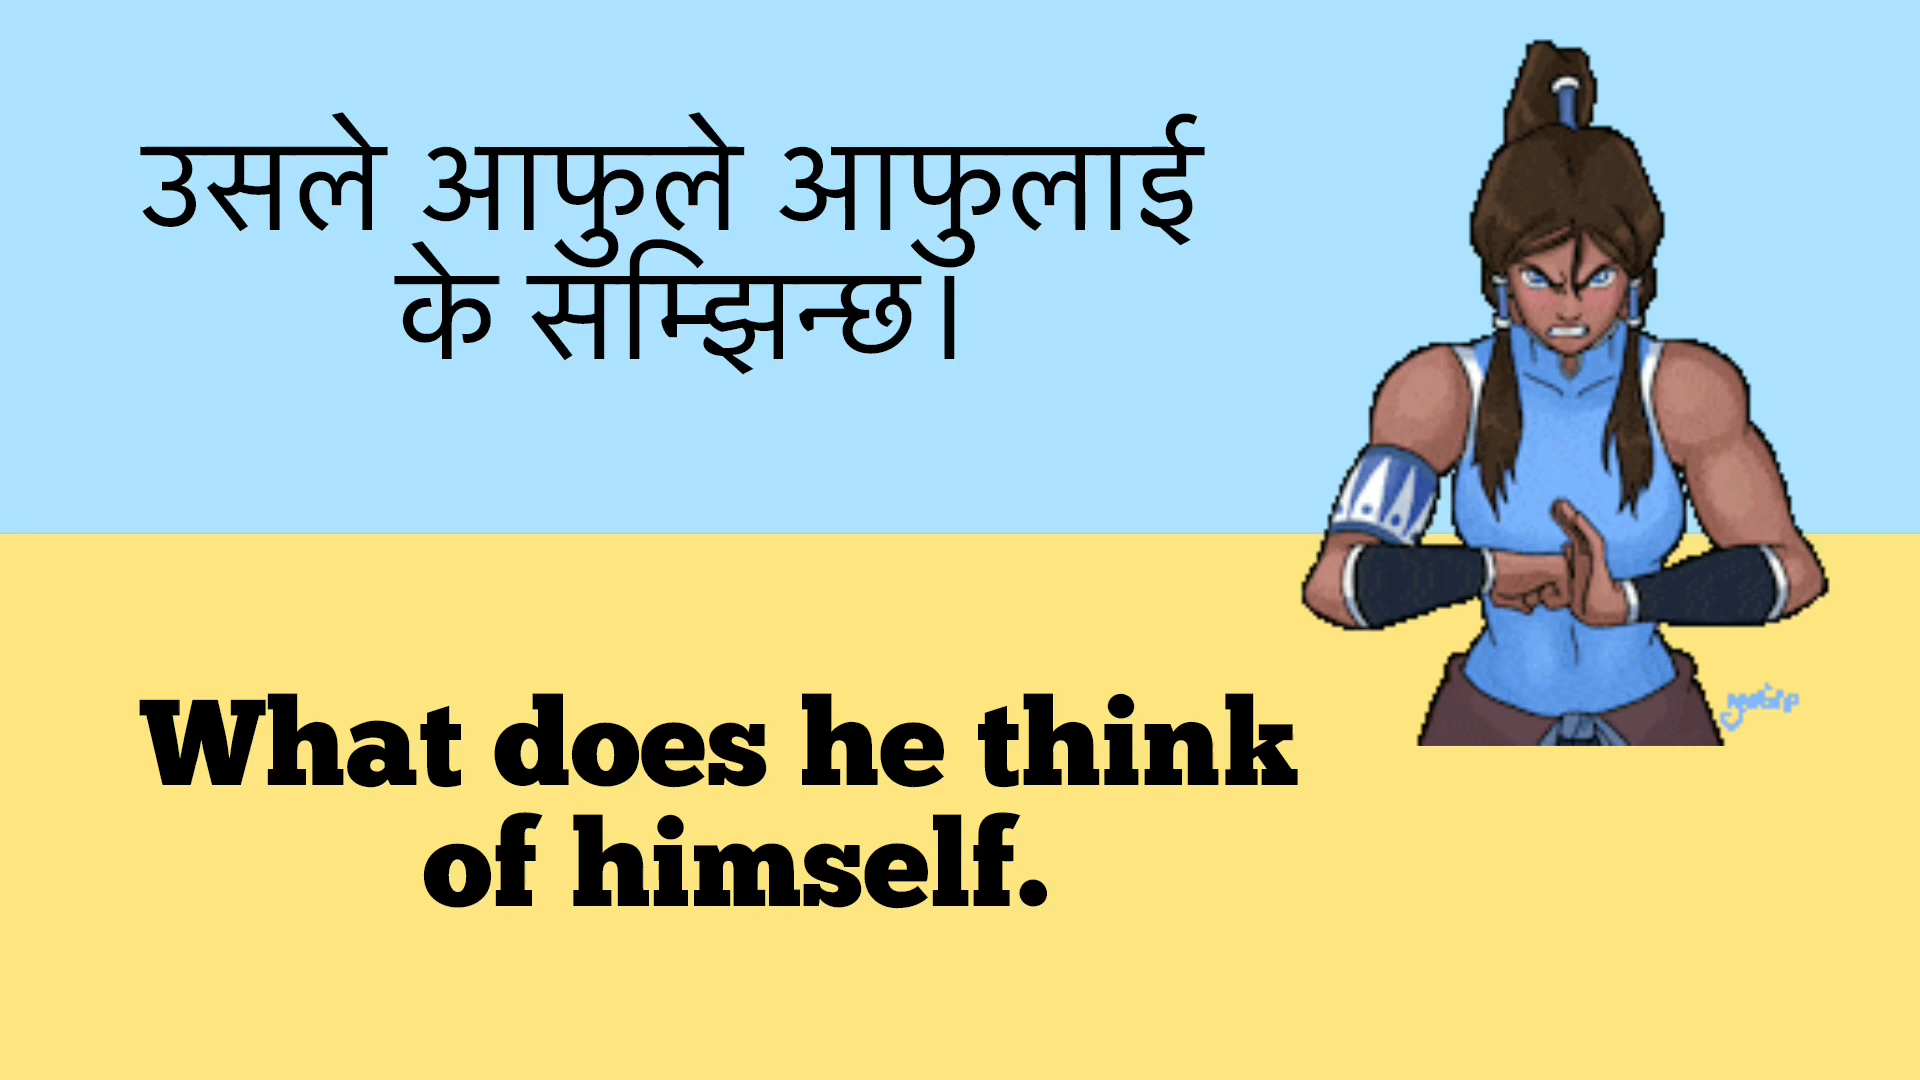 उसले आफुले आफुलाई
के सम्झिन्छ।
What does he think
of himself.